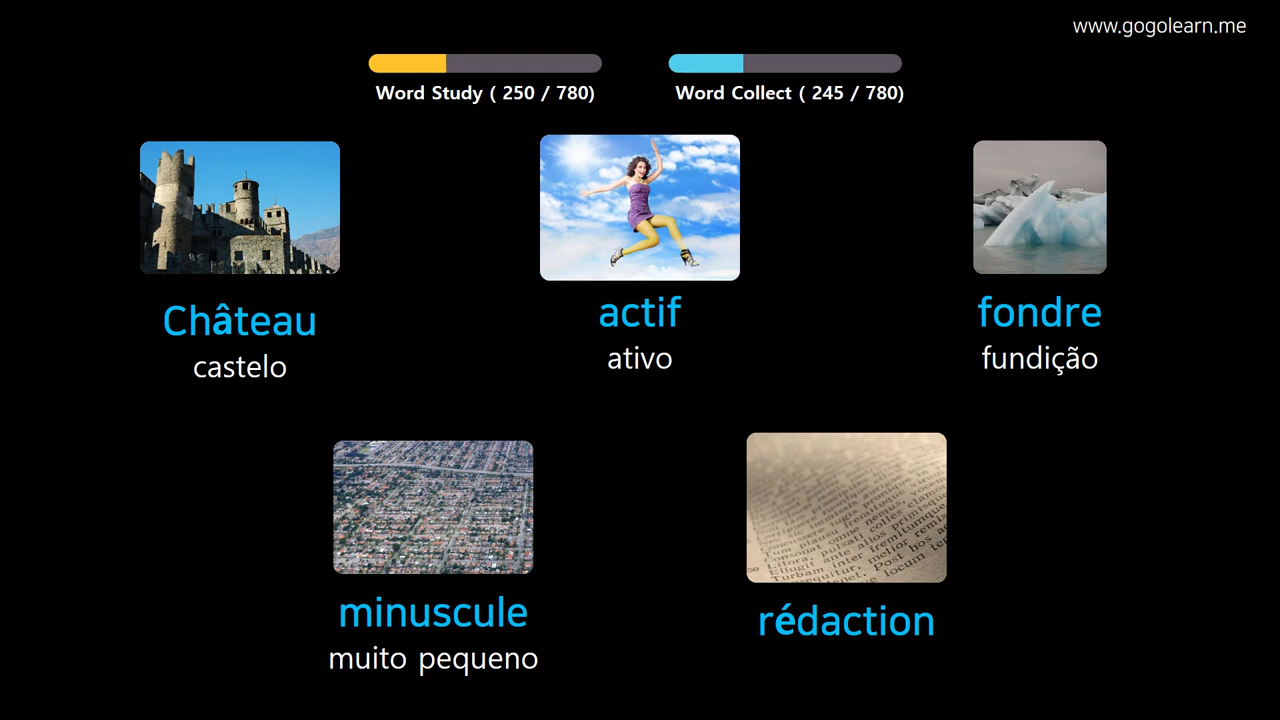 www.gogolearn.me
Word Study ( 250 / 780)
Word Collect ( 245 / 780)
Château
castelo
actif
ativo
fondre
fundição
minuscule
muito pequeno
rédaction